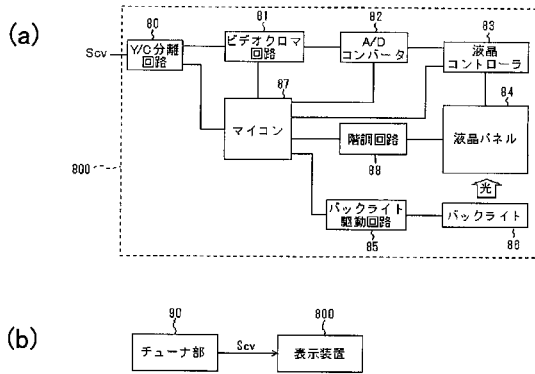 (a)
80
81
82
83
Scv
Y/C分離
回路
ビデオクロマ
回路
A/D
コンバータ
液晶
コントローラ
87
84
マイコン
階調回路
88
液晶パネル
800
光
バックライト
駆動回路
85
バックライト
86
(b)
90
800
チューナ部
Scv
表示装置